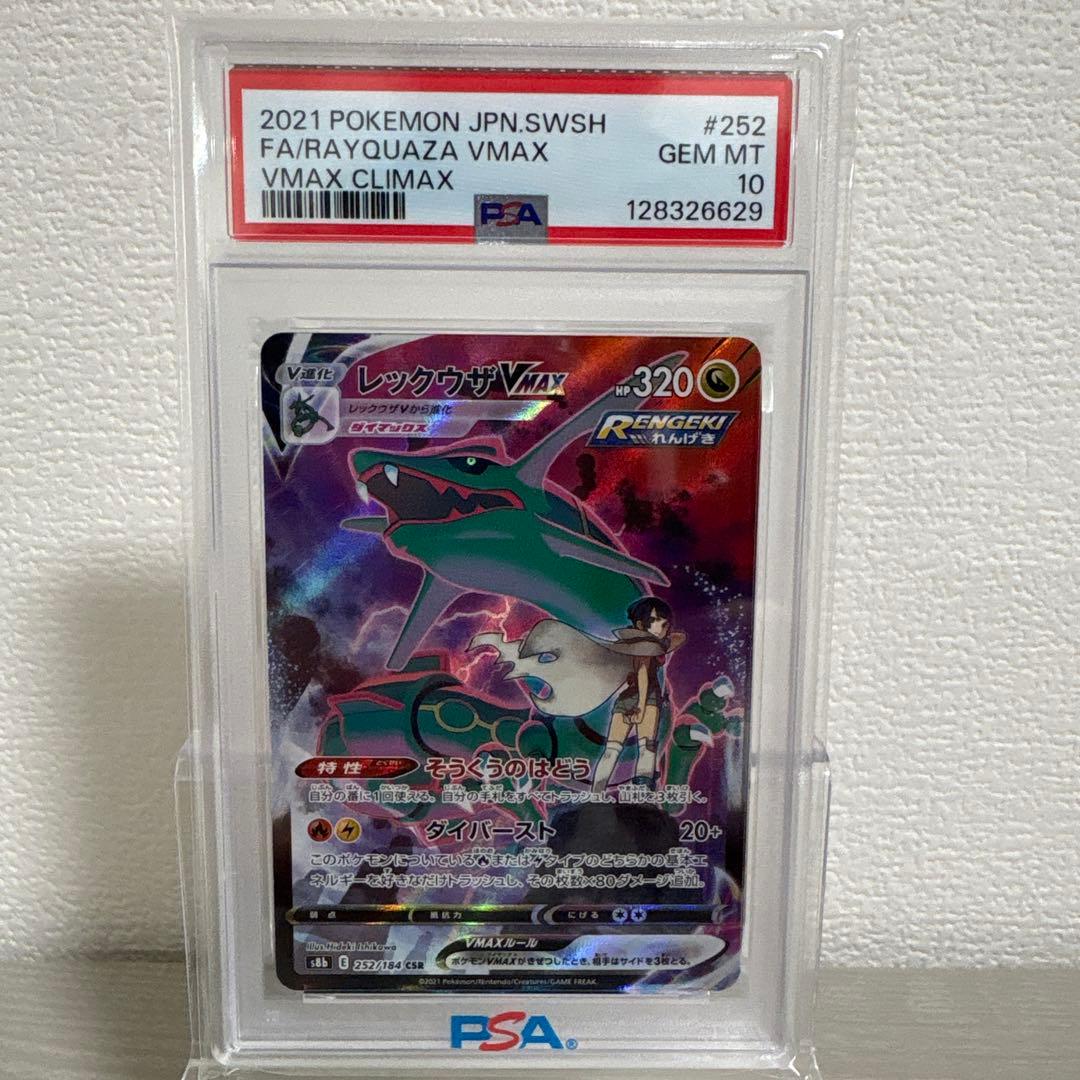 2021 POKEMON JPN.SWSH #252
FA/RAYQUAZA VMAX GEM MT
VMAX CLIMAX 10
PSA 128326629
V進化 レックウザVMAX HP320
レックウザVから進化
ダイマックス
RENGEKI
れんげき
特性 そうくうのはどう
自分の番に1回使える。自分の手札をすべてトラッシュし、山札を3枚引く。
ダイバースト 20+
このポケモンについている またはタイプのどちらかの基本エ
ネルギーを好きなだけトラッシュし、その枚数×80ダメージ追加。
弱点 抵抗力 にげる
Illus. Hideki Ishikawa
VMAXルール
s8b E 252/184 CSR
ポケモンVMAXがきぜつしたとき、相手はサイドを3枚とる。
©2021 Pokémon/Nintendo/Creatures/GAME FREAK.
PSA®